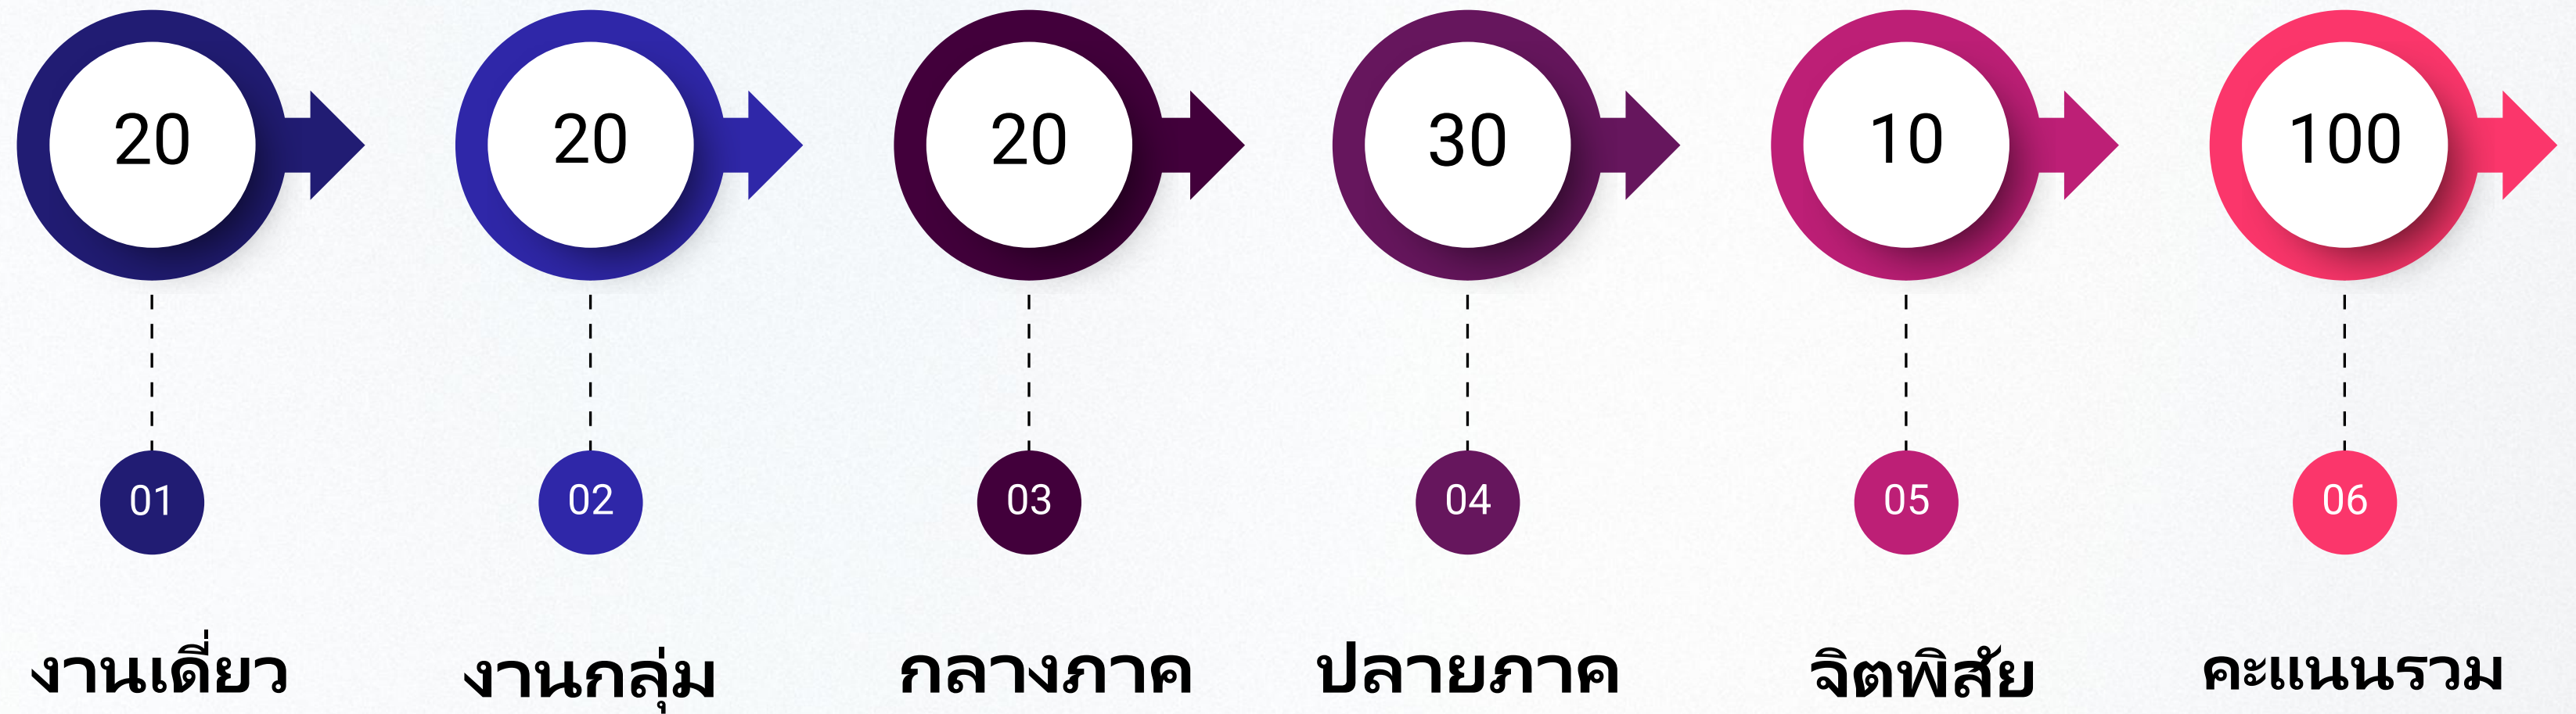 20 20 20 30 10 100
01 02 03 04 05 06
งานเดี่ยว งานกลุ่ม กลางภาค ปลายภาค จิตพิสัย คะแนนรวม